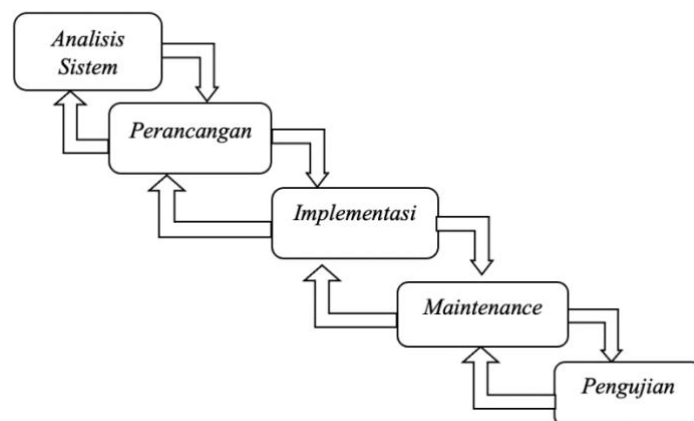 Analisis
Sistem
Perancangan
Implementasi
Maintenance
Pengujian